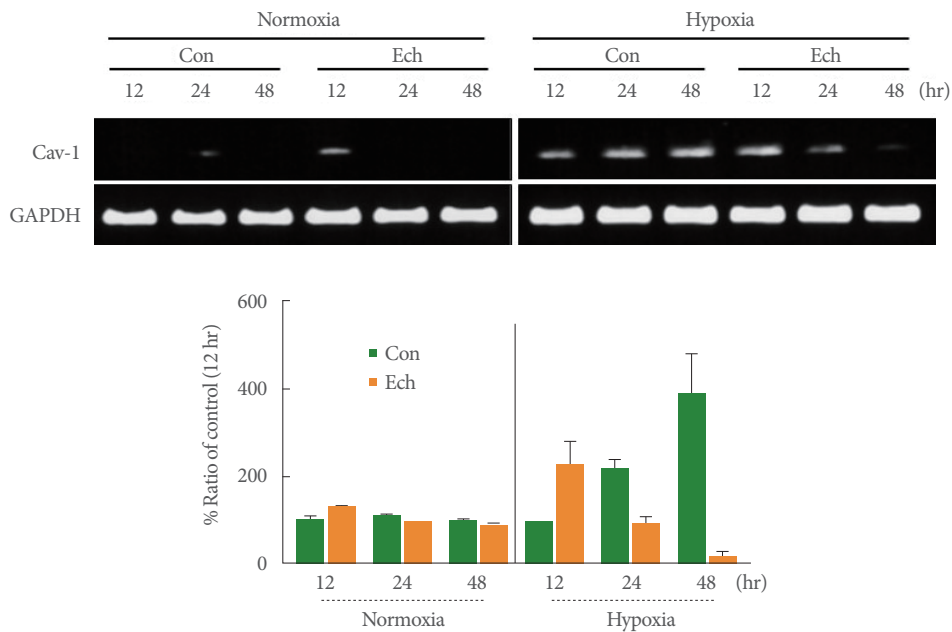 Normoxia Hypoxia
Con Ech Con Ech
12 24 48 12 24 48 12 24 48 12 24 48 (hr)
Cav-1
GAPDH
600
400
200
0
% Ratio of control (12 hr)
Con
Ech
12 24 48 12 24 48 (hr)
Normoxia Hypoxia